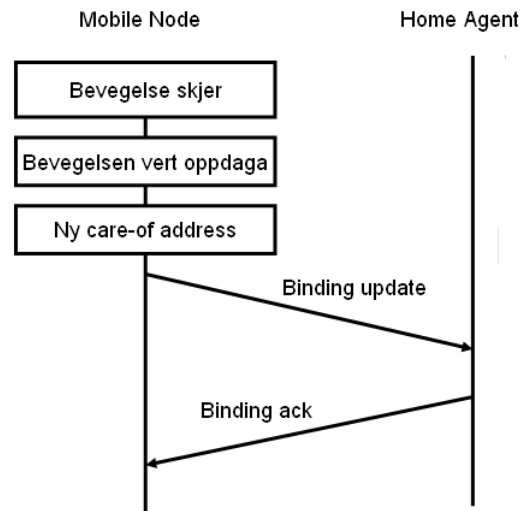 Mobile Node
Home Agent
Bevegelse skjer
Bevegelsen vert oppdaga
Ny care-of address
Binding update
Binding ack